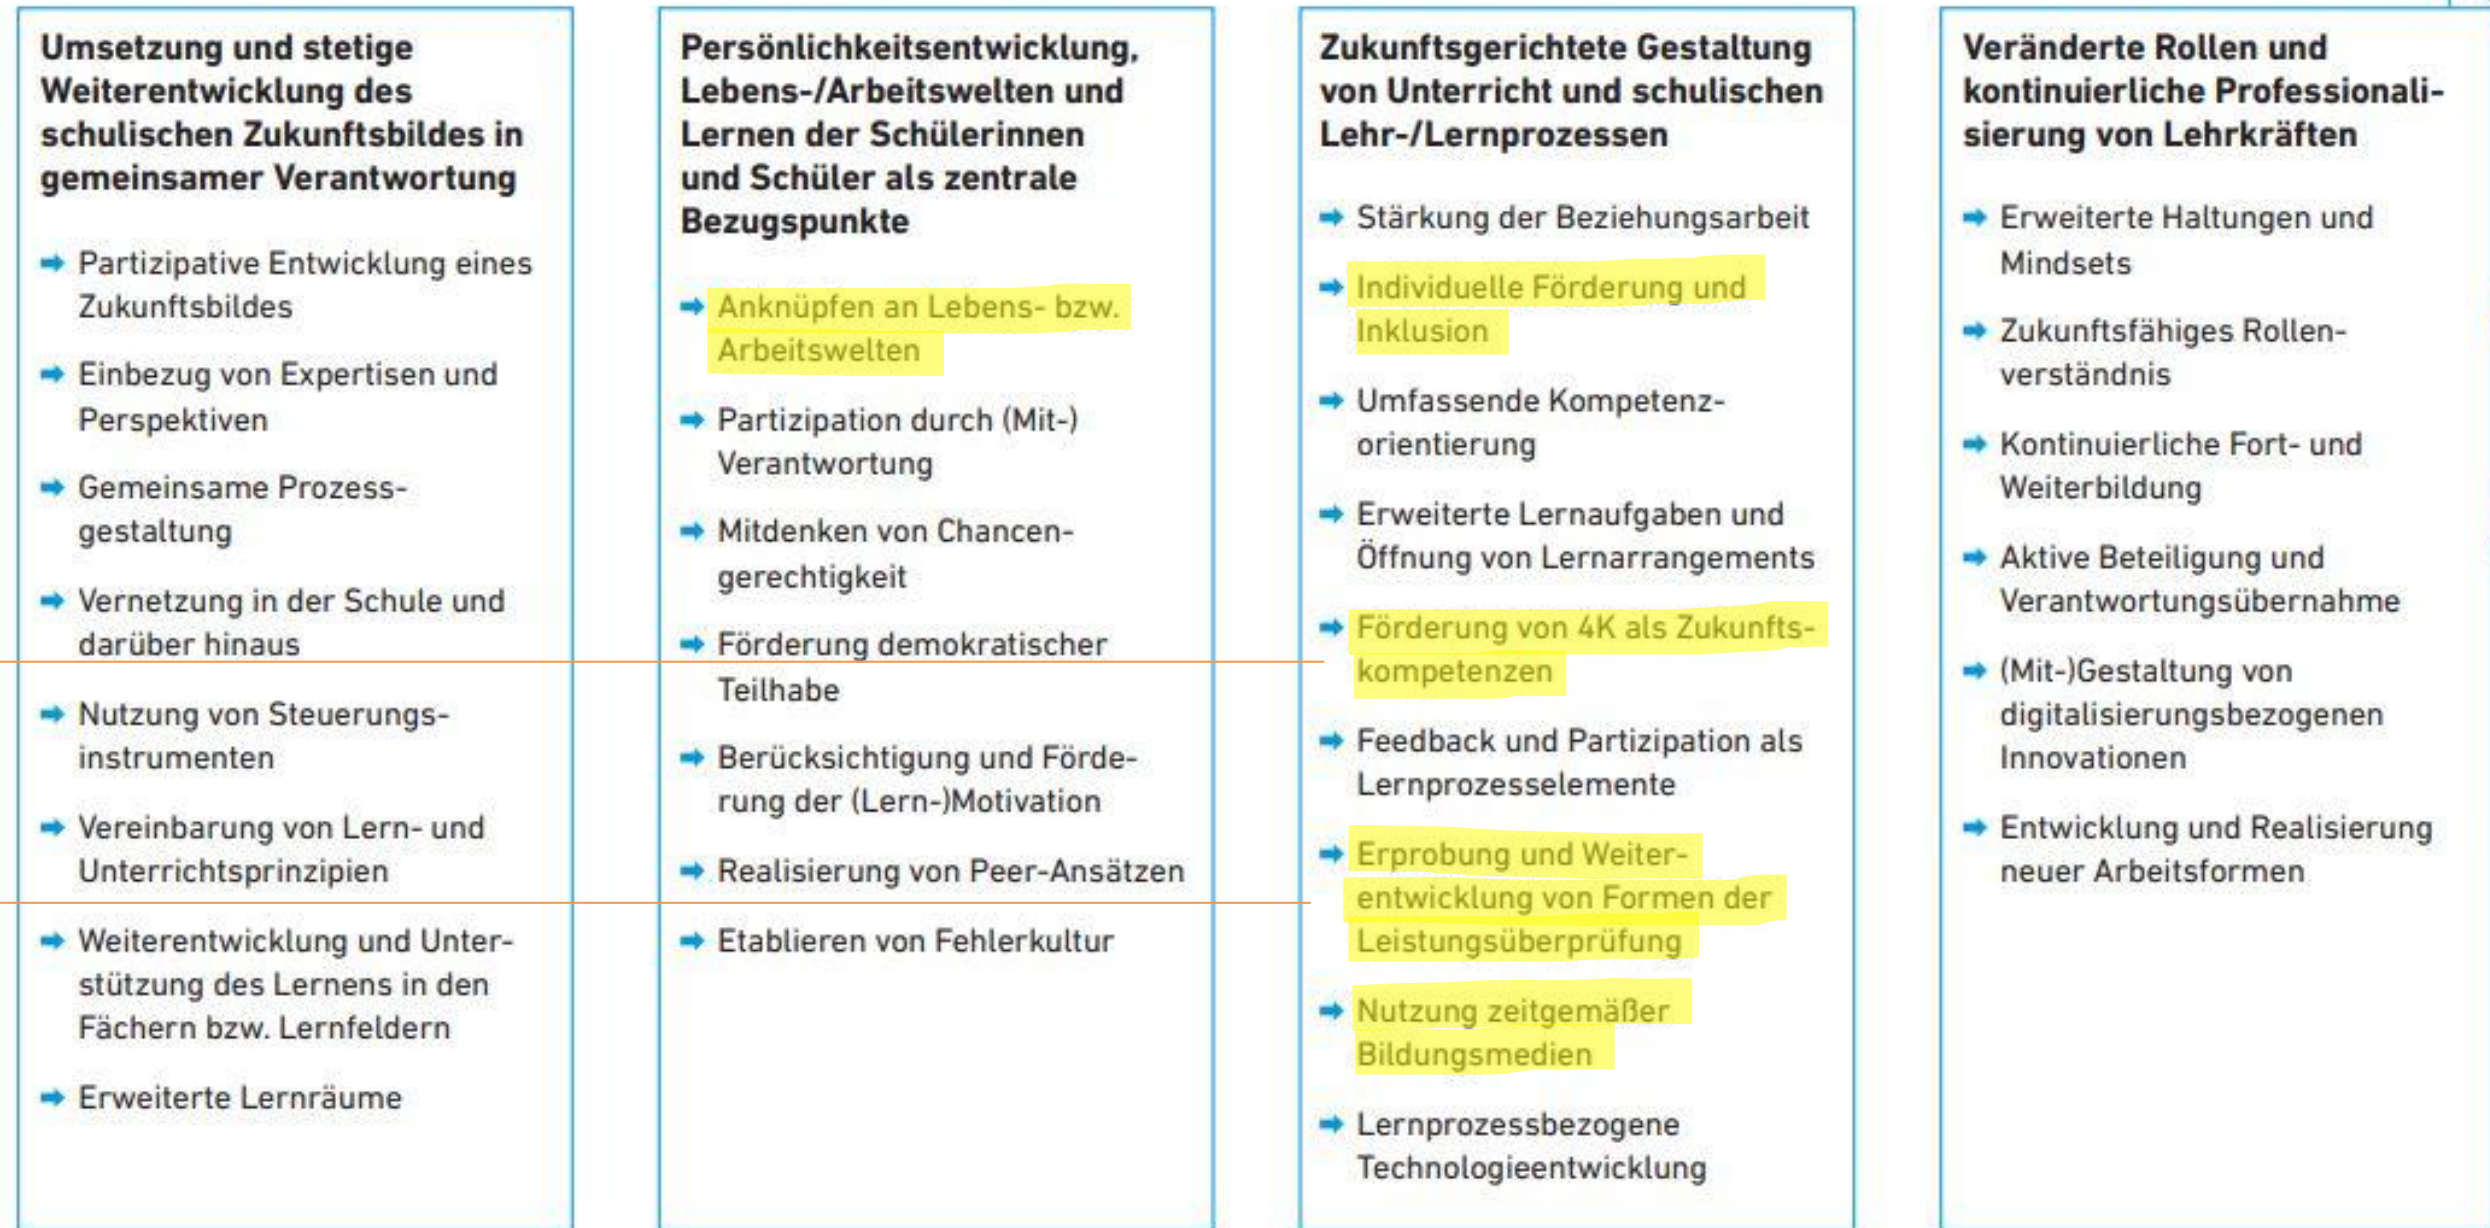 Umsetzung und stetige
Weiterentwicklung des
schulischen Zukunftsbildes in
gemeinsamer Verantwortung
Partizipative Entwicklung eines
Zukunftsbildes
Einbezug von Expertisen und
Perspektiven
Gemeinsame Prozess-
gestaltung
Vernetzung in der Schule und
darüber hinaus
Nutzung von Steuerungs-
instrumenten
Vereinbarung von Lern- und
Unterrichtsprinzipien
Weiterentwicklung und Unter-
stützung des Lernens in den
Fächern bzw. Lernfeldern
Erweiterte Lernräume
Persönlichkeitsentwicklung,
Lebens-/Arbeitswelten und
Lernen der Schülerinnen
und Schüler als zentrale
Bezugspunkte
Anknüpfen an Lebens- bzw.
Arbeitswelten
Partizipation durch (Mit-)
Verantwortung
Mitdenken von Chancen-
gerechtigkeit
Förderung demokratischer
Teilhabe
Berücksichtigung und Förde-
rung der (Lern-)Motivation
Realisierung von Peer-Ansätzen
Etablieren von Fehlerkultur
Zukunftsgerichtete Gestaltung
von Unterricht und schulischen
Lehr-/Lernprozessen
Stärkung der Beziehungsarbeit
Individuelle Förderung und
Inklusion
Umfassende Kompetenz-
orientierung
Erweiterte Lernaufgaben und
Öffnung von Lernarrangements
Förderung von 4K als Zukunfts-
kompetenzen
Feedback und Partizipation als
Lernprozesselemente
Erprobung und Weiter-
entwicklung von Formen der
Leistungsüberprüfung
Nutzung zeitgemäßer
Bildungsmedien
Lernprozessbezogene
Technologieentwicklung
Veränderte Rollen und
kontinuierliche Professionali-
sierung von Lehrkräften
Erweiterte Haltungen und
Mindsets
Zukunftsfähiges Rollen-
verständnis
Kontinuierliche Fort- und
Weiterbildung
Aktive Beteiligung und
Verantwortungsübernahme
(Mit-)Gestaltung von
digitalisierungsbezogenen
Innovationen
Entwicklung und Realisierung
neuer Arbeitsformen